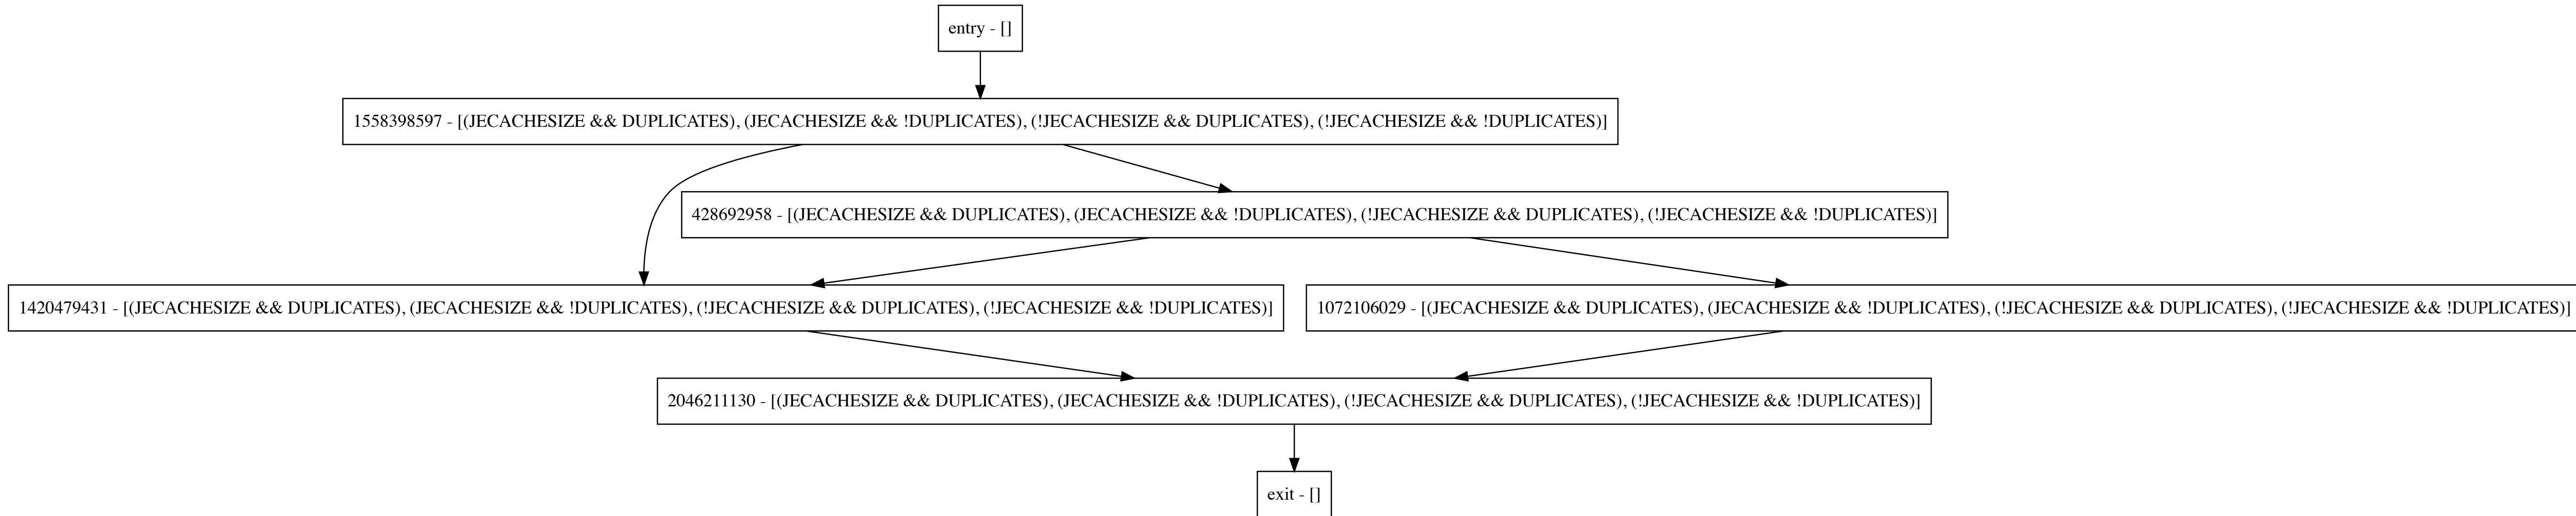 entry - []
1558398597 - [(JECACHESIZE && DUPLICATES), (JECACHESIZE && !DUPLICATES), (!JECACHESIZE && DUPLICATES), (!JECACHESIZE && !DUPLICATES)]
428692958 - [(JECACHESIZE && DUPLICATES), (JECACHESIZE && !DUPLICATES), (!JECACHESIZE && DUPLICATES), (!JECACHESIZE && !DUPLICATES)]
1420479431 - [(JECACHESIZE && DUPLICATES), (JECACHESIZE && !DUPLICATES), (!JECACHESIZE && DUPLICATES), (!JECACHESIZE && !DUPLICATES)]
1072106029 - [(JECACHESIZE && DUPLICATES), (JECACHESIZE && !DUPLICATES), (!JECACHESIZE && DUPLICATES), (!JECACHESIZE && !DUPLICATES)]
2046211130 - [(JECACHESIZE && DUPLICATES), (JECACHESIZE && !DUPLICATES), (!JECACHESIZE && DUPLICATES), (!JECACHESIZE && !DUPLICATES)]
exit - []